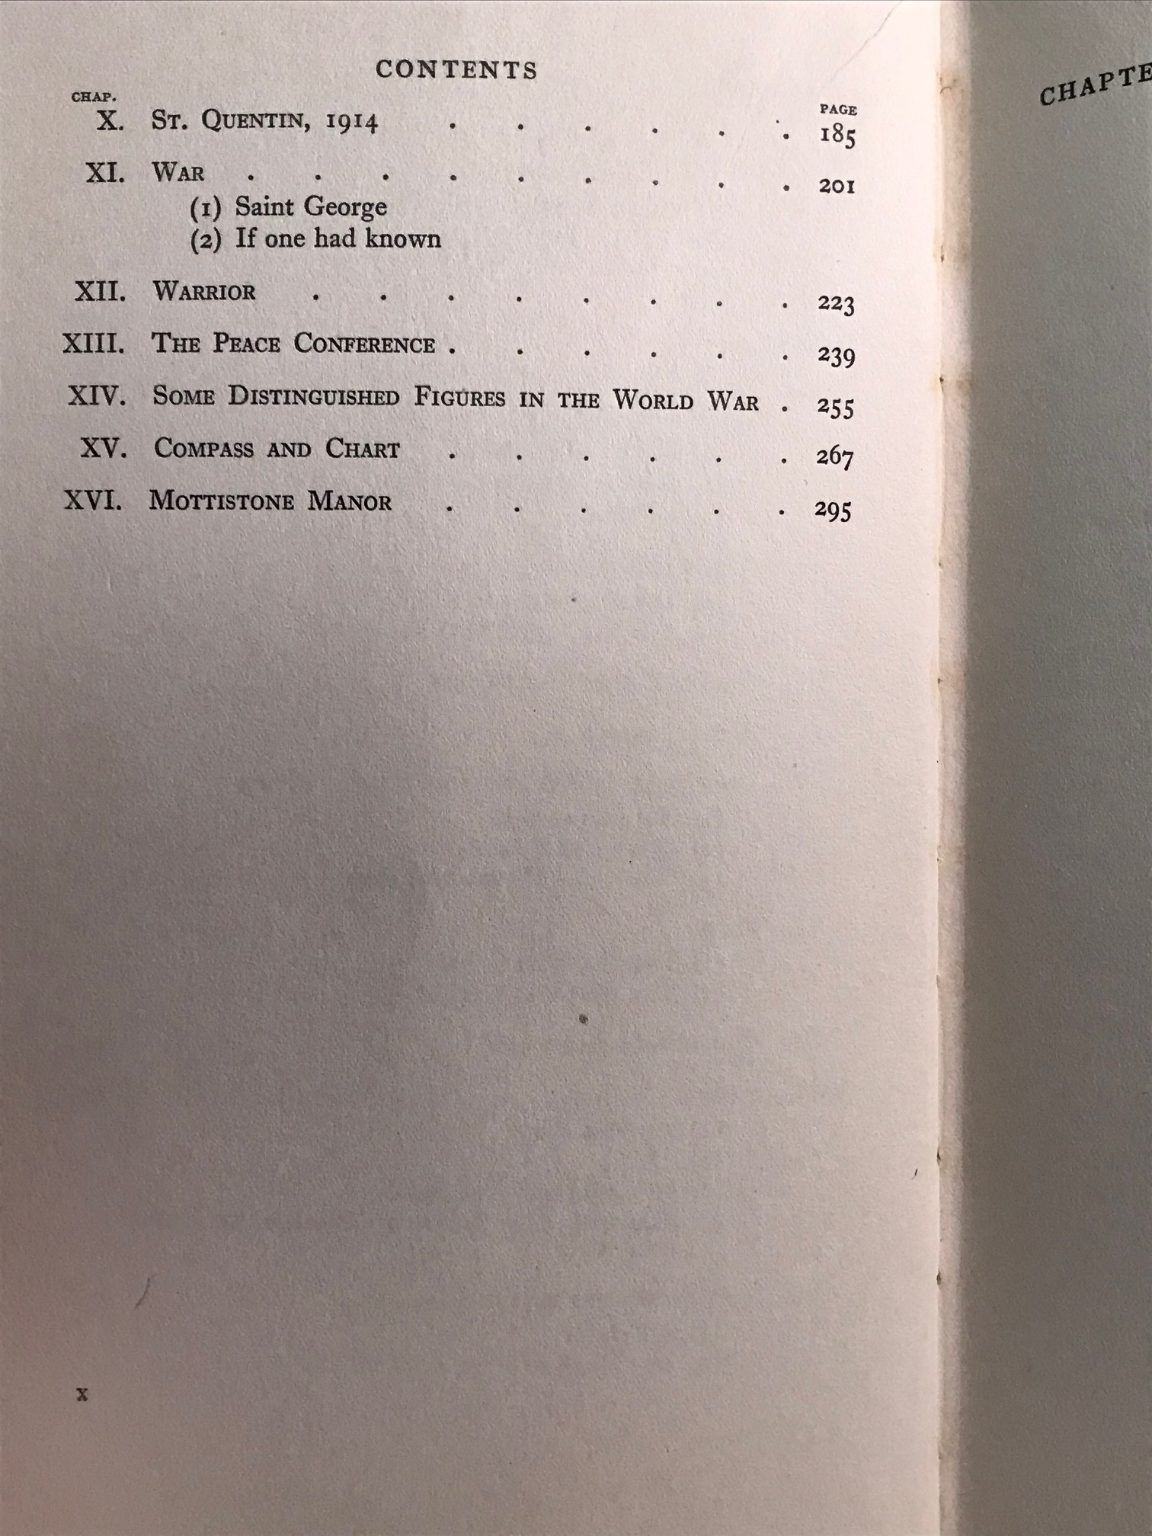 CONTENTS
CHAP.
PAGE
X. St. Quentin, 1914 . . . . . . 185
XI. War . . . . . . . . . 201
(1) Saint George
(2) If one had known
XII. Warrior . . . . . . . . 223
XIII. The Peace Conference . . . . . . 239
XIV. Some Distinguished Figures in the World War . 255
XV. Compass and Chart . . . . . . 267
XVI. Mottistone Manor . . . . . . 295
x
CHAPTE